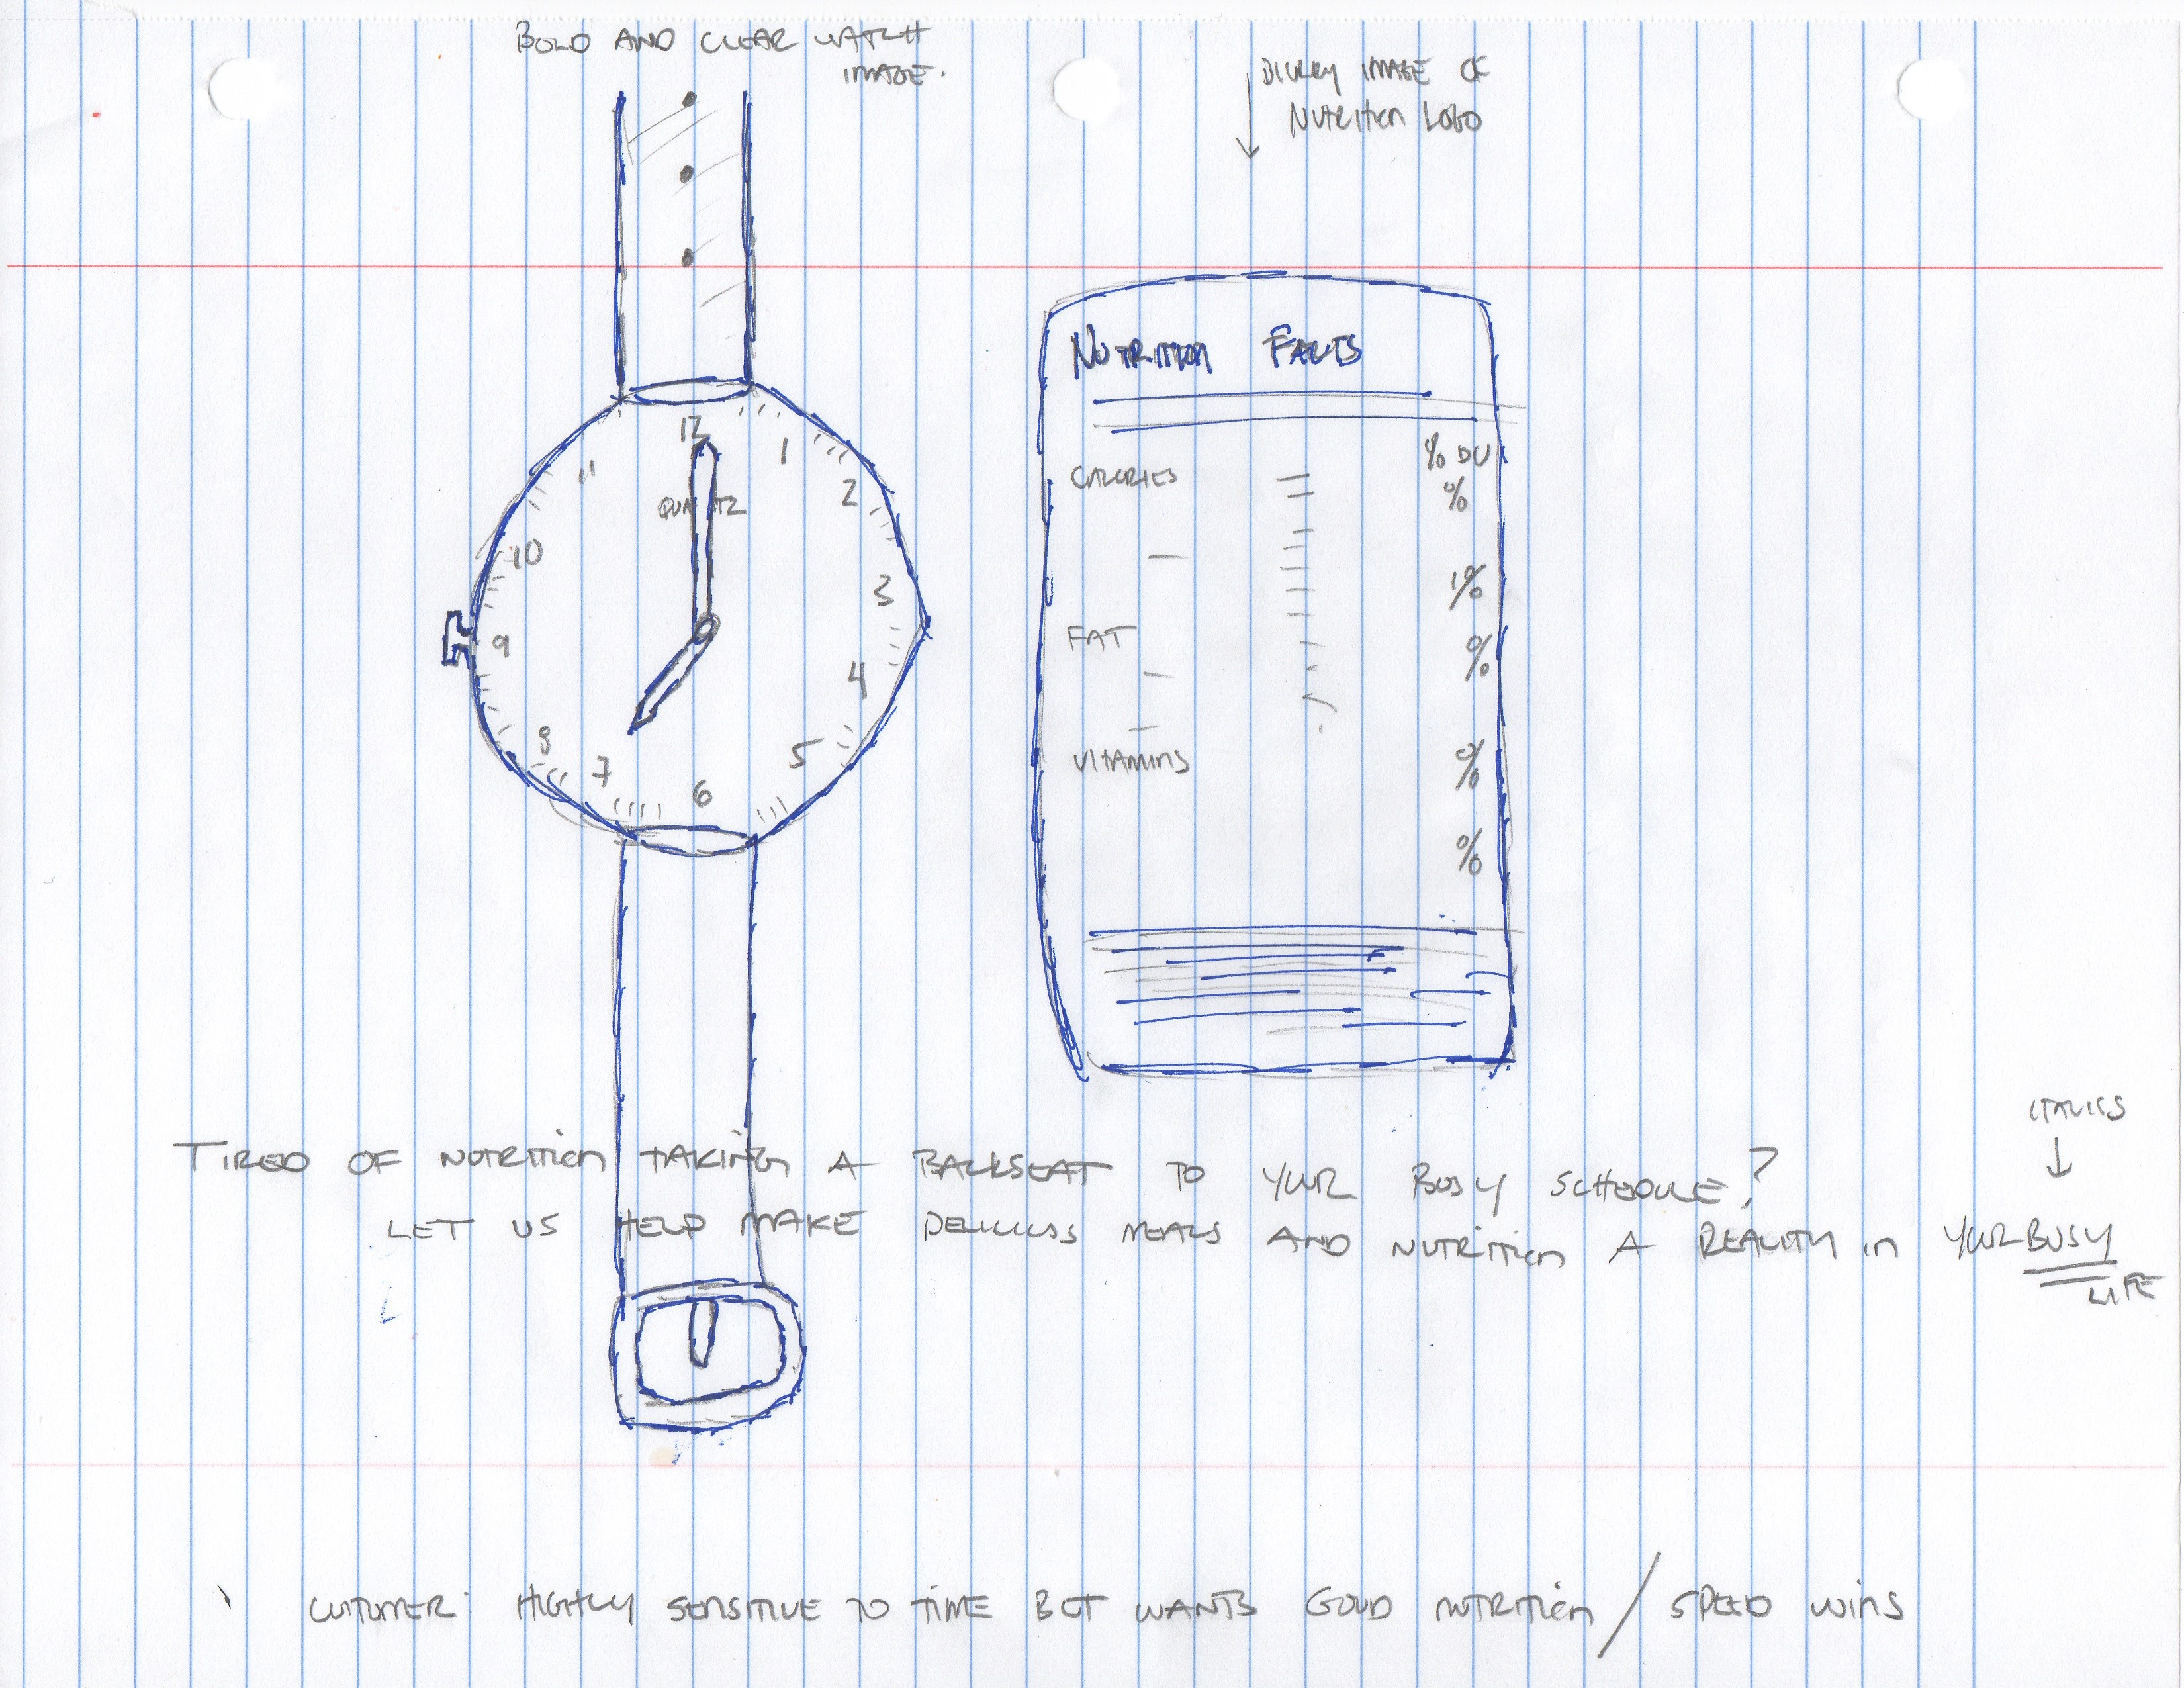 BOLD AND CLEAR WATCH
IMAGE.
BLURRY IMAGE OF
NUTRITION LOGO
12
1
2
3
4
5
6
7
8
9
10
11
QUARTZ
NUTRITION FACTS
% DV
CALORIES
%
1%
FAT
%
VITAMINS
%
%
ITALICS
TIRED OF NUTRITION TAKING A BACKSEAT TO YOUR BUSY SCHEDULE?
LET US HELP MAKE DELICIOUS MEALS AND NUTRITION A REALITY IN YOUR BUSY
LIFE
CUSTOMER: HIGHLY SENSITIVE TO TIME BUT WANTS GOOD NUTRITION / SPEED WINS